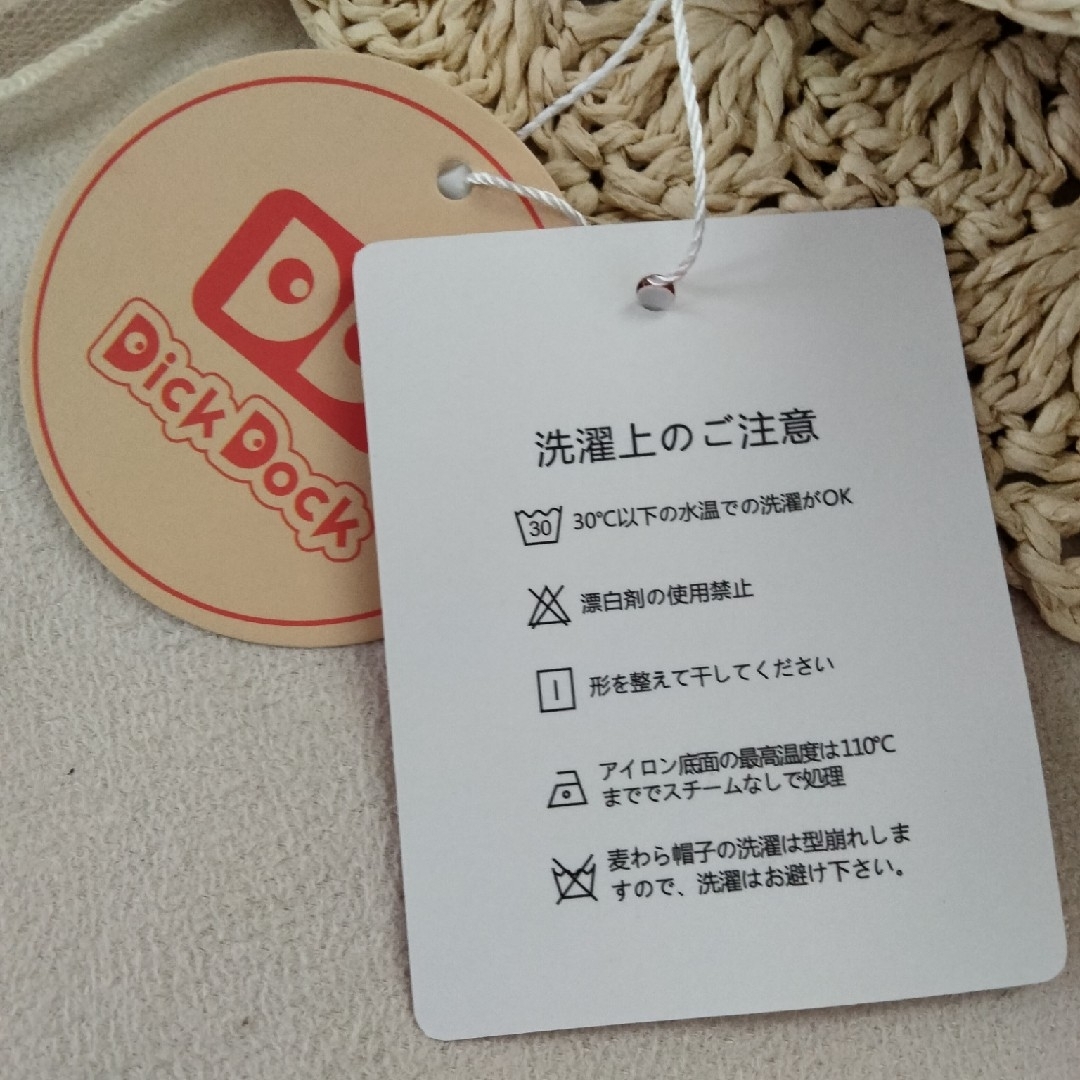 Dick Dock
洗濯上のご注意
30 30℃以下の水温での洗濯がOK
漂白剤の使用禁止
形を整えて干してください
アイロン底面の最高温度は110℃
まででスチームなしで処理
麦わら帽子の洗濯は型崩れしま
すので、洗濯はお避け下さい。